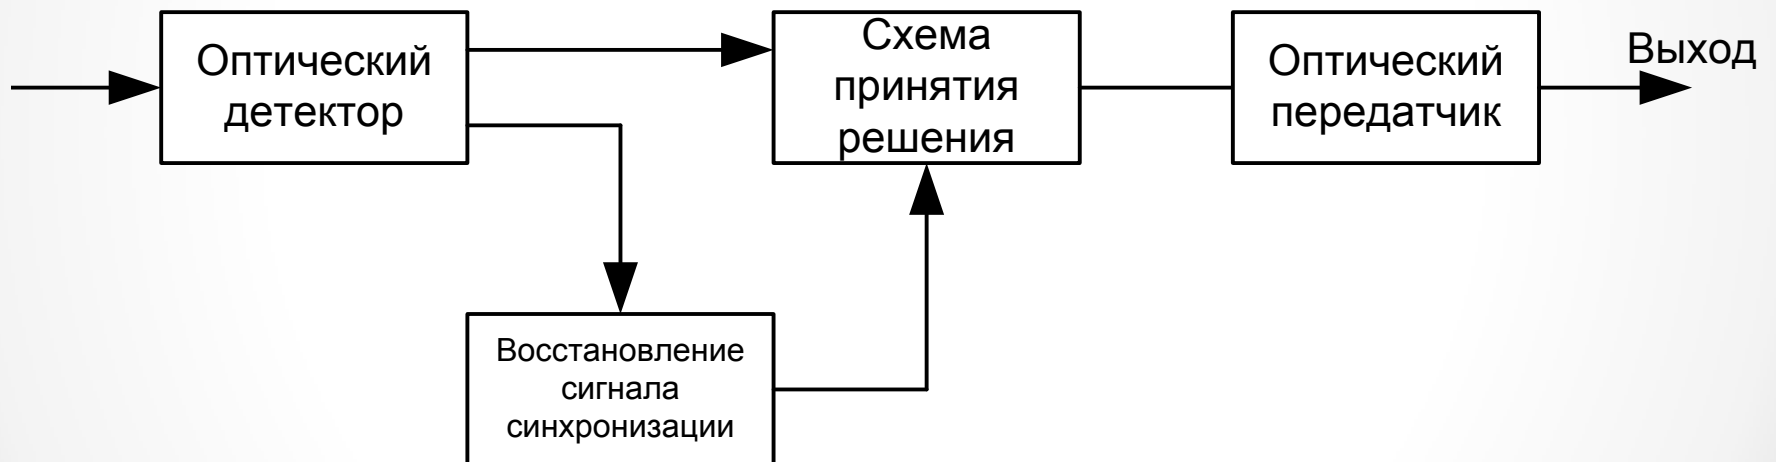 Оптический
детектор
Схема
принятия
решения
Оптический
передатчик
Выход
Восстановление
сигнала
синхронизации